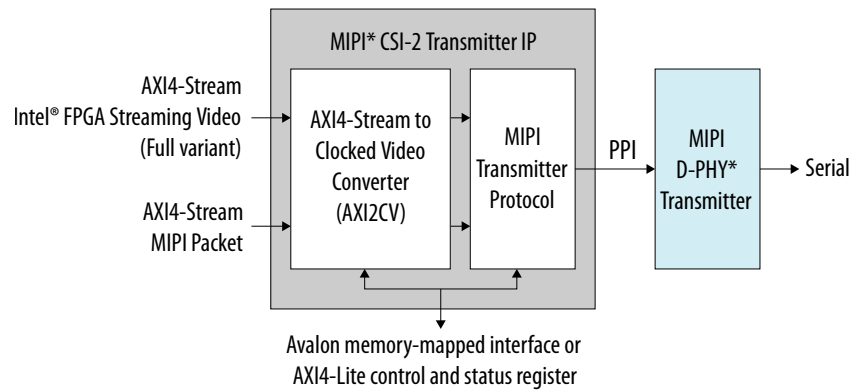 MIPI* CSI-2 Transmitter IP
AXI4-Stream
Intel® FPGA Streaming Video
(Full variant)
AXI4-Stream
MIPI Packet
AXI4-Stream to
Clocked Video
Converter
(AXI2CV)
MIPI
Transmitter
Protocol
PPI
MIPI
D-PHY*
Transmitter
Serial
Avalon memory-mapped interface or
AXI4-Lite control and status register